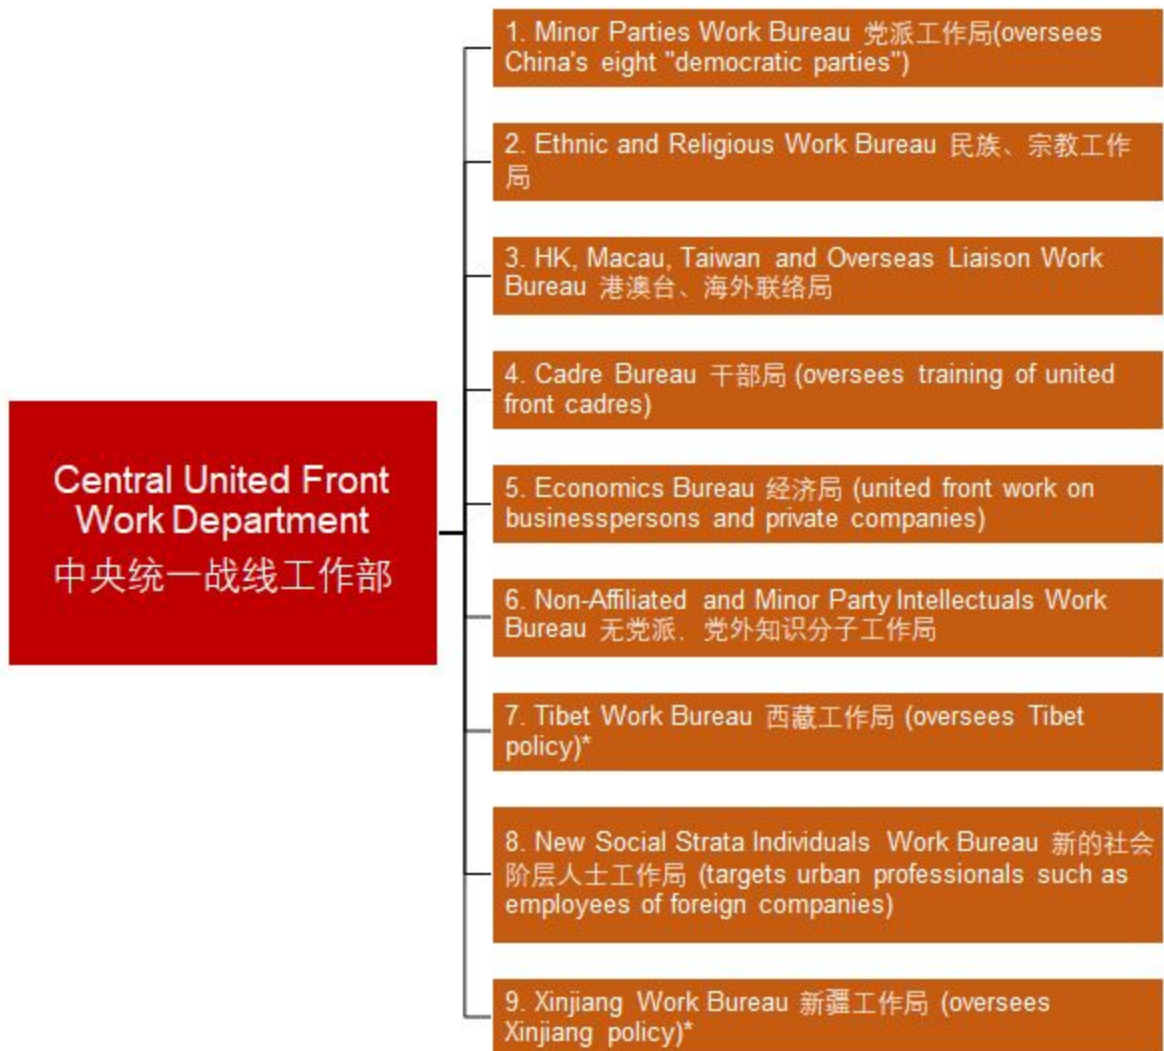 Central United Front
Work Department
中央统一战线工作部
1. Minor Parties Work Bureau 党派工作局(oversees
China's eight "democratic parties")
2. Ethnic and Religious Work Bureau 民族、宗教工作
局
3. HK, Macau, Taiwan and Overseas Liaison Work
Bureau 港澳台、海外联络局
4. Cadre Bureau 干部局 (oversees training of united
front cadres)
5. Economics Bureau 经济局 (united front work on
businesspersons and private companies)
6. Non-Affiliated and Minor Party Intellectuals Work
Bureau 无党派、党外知识分子工作局
7. Tibet Work Bureau 西藏工作局 (oversees Tibet
policy)*
8. New Social Strata Individuals Work Bureau 新的社会
阶层人士工作局 (targets urban professionals such as
employees of foreign companies)
9. Xinjiang Work Bureau 新疆工作局 (oversees
Xinjiang policy)*